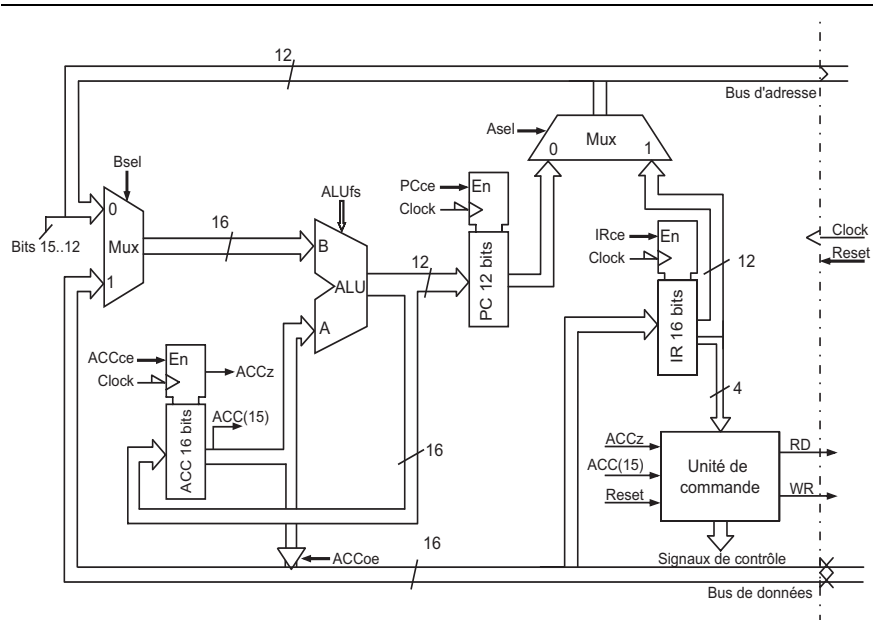 12
Bus d'adresse
Asel
Mux
0
1
Bsel
PCce
En
Clock
ALUfs
0
Mux
1
Bits 15..12
16
B
ALU
A
12
PC 12 bits
IRce
En
Clock
IR 16 bits
12
Clock
Reset
ACCce
En
Clock
ACCz
ACC(15)
ACC 16 bits
16
4
ACCz
ACC(15)
Reset
Unité de
commande
RD
WR
ACCoe
16
Signaux de contrôle
Bus de données